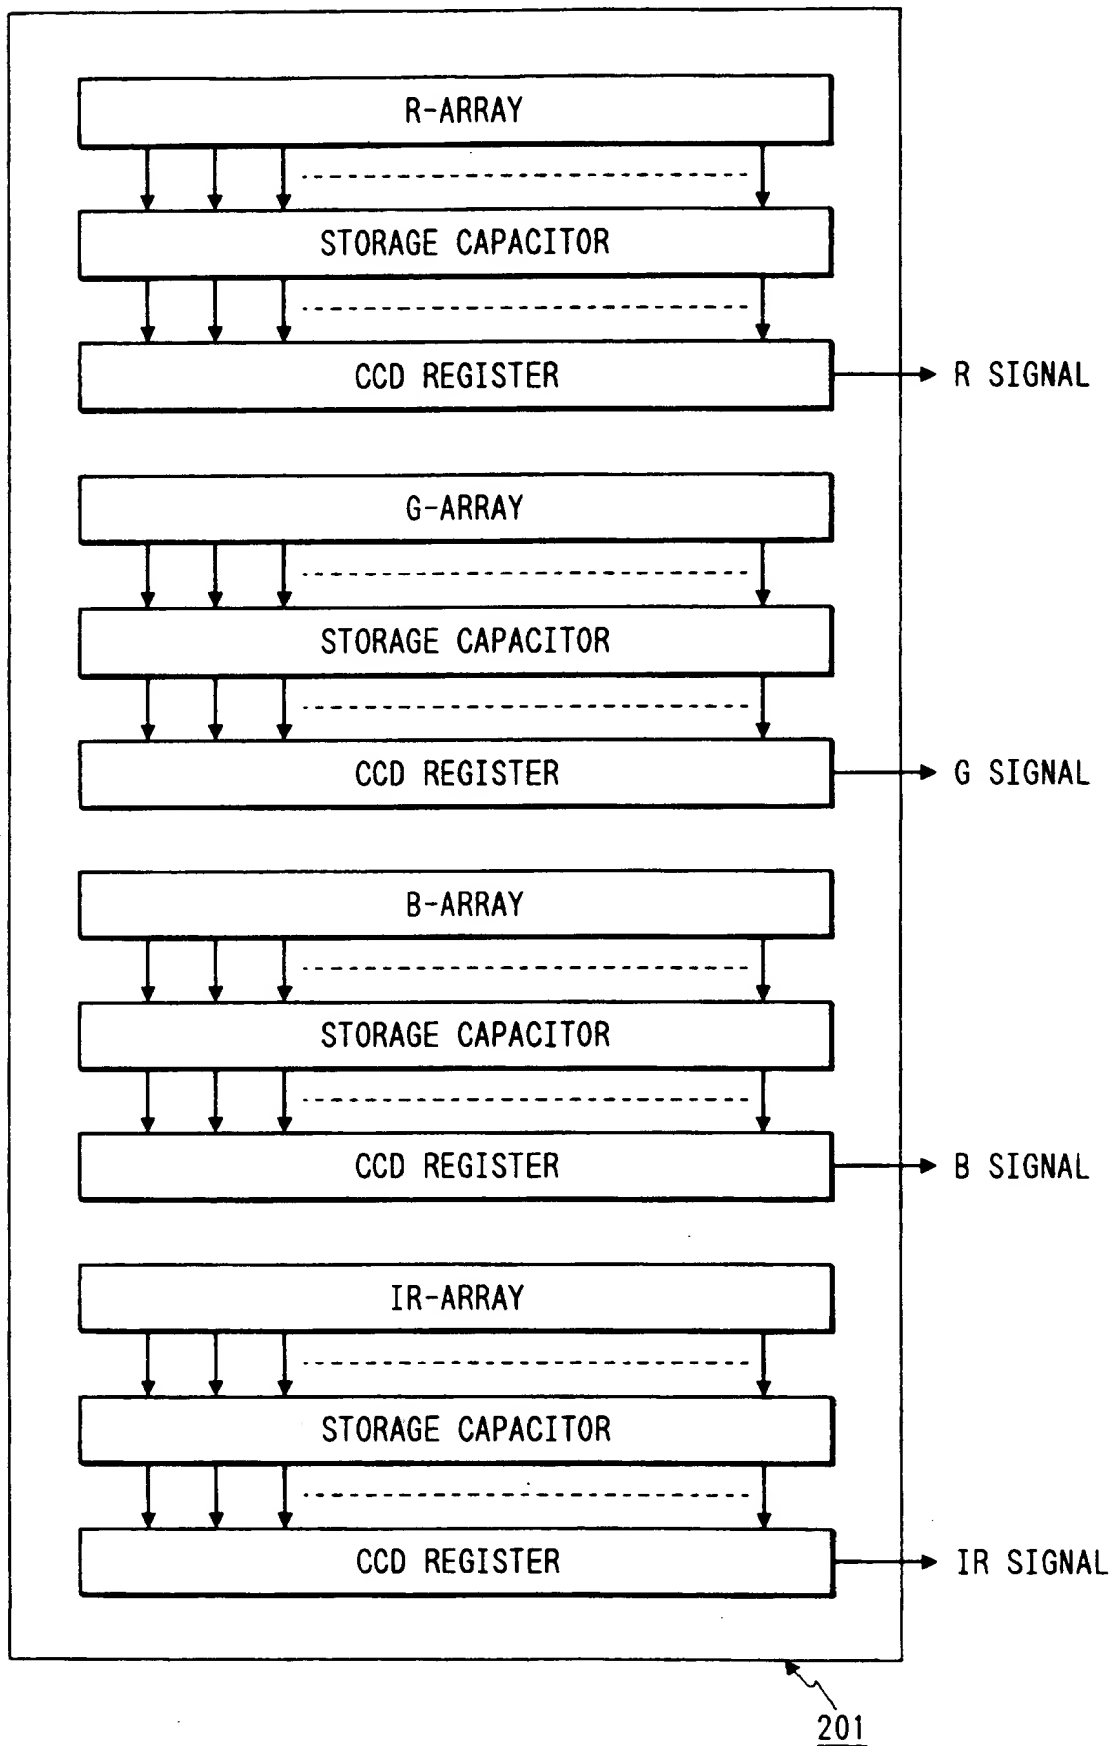 R-ARRAY
STORAGE CAPACITOR
CCD REGISTER
R SIGNAL
G-ARRAY
STORAGE CAPACITOR
CCD REGISTER
G SIGNAL
B-ARRAY
STORAGE CAPACITOR
CCD REGISTER
B SIGNAL
IR-ARRAY
STORAGE CAPACITOR
CCD REGISTER
IR SIGNAL
201